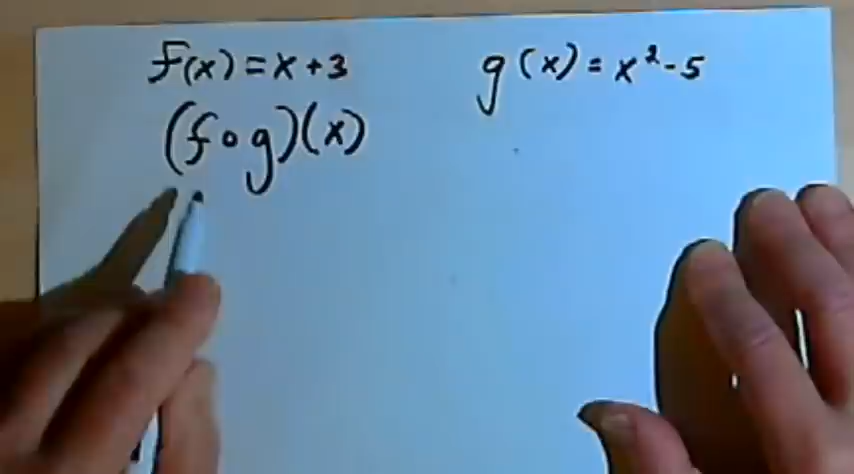 f(x) = x + 3 g(x) = x² - 5
(f∘g)(x)